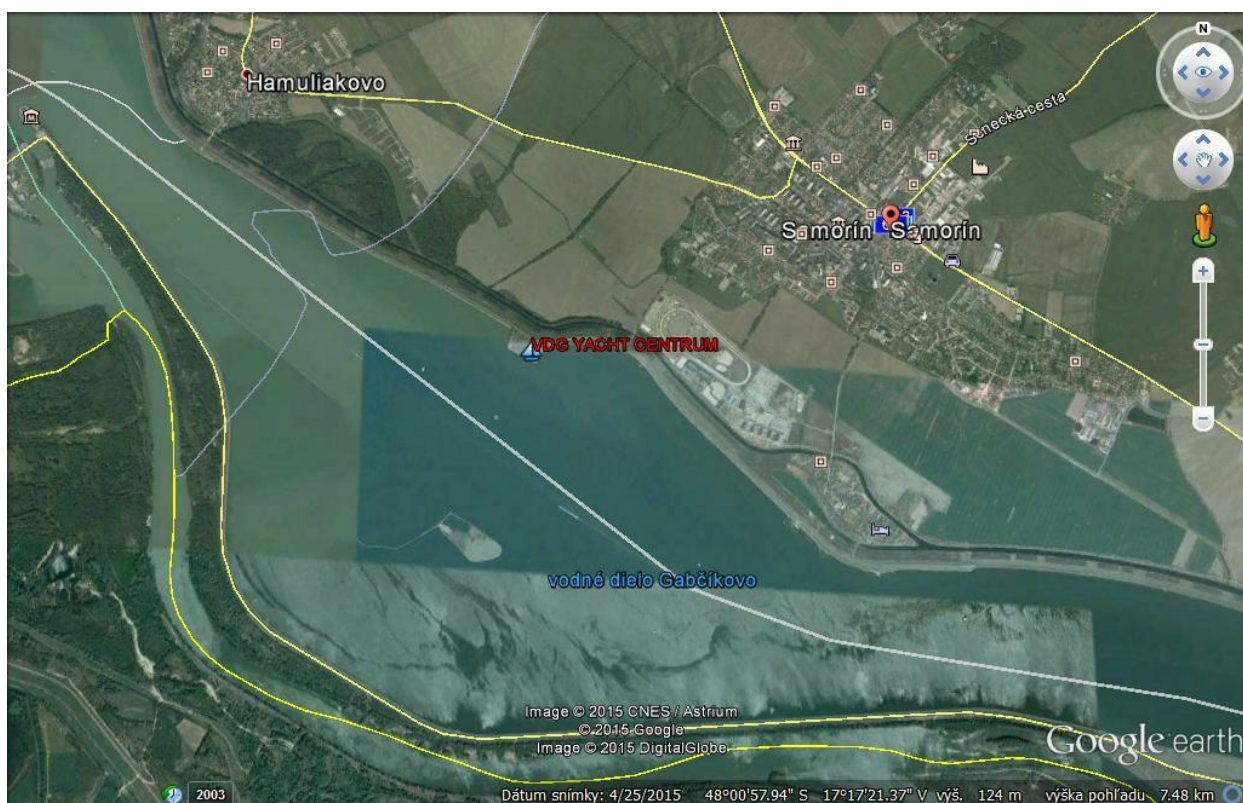 N
Hamuliakovo
Senecká cesta
Šamorín Šamorín
VDG YACHT CENTRUM
vodné dielo Gabčíkovo
Image © 2015 CNES / Astrium
© 2015 Google
Image © 2015 DigitalGlobe
Google earth
2003
Dátum snímky: 4/25/2015 48°00'57.94" S 17°17'21.37" V výš. 124 m výška pohľadu 7.48 km